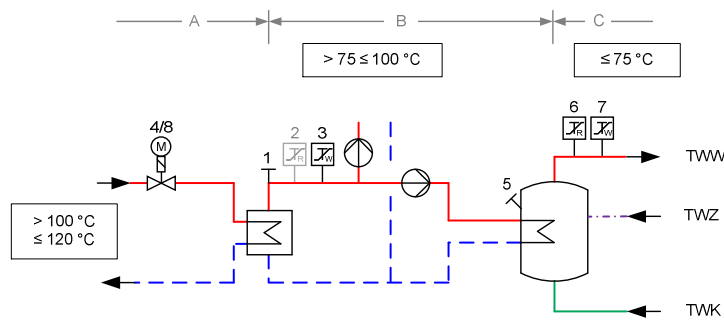 A B C
> 75 ≤ 100 °C
≤ 75 °C
4/8
M
1
2
R
3
W
5
6
R
7
W
TWW
TWZ
TWK
> 100 °C
≤ 120 °C